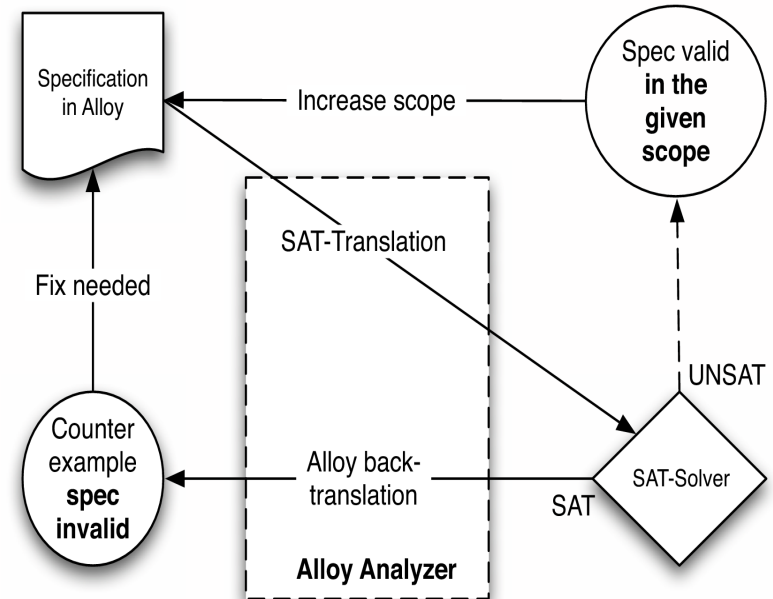 Specification
in Alloy
Increase scope
Spec valid
in the
given
scope
SAT-Translation
Fix needed
UNSAT
Counter
example
spec
invalid
Alloy back-
translation
SAT
SAT-Solver
Alloy Analyzer